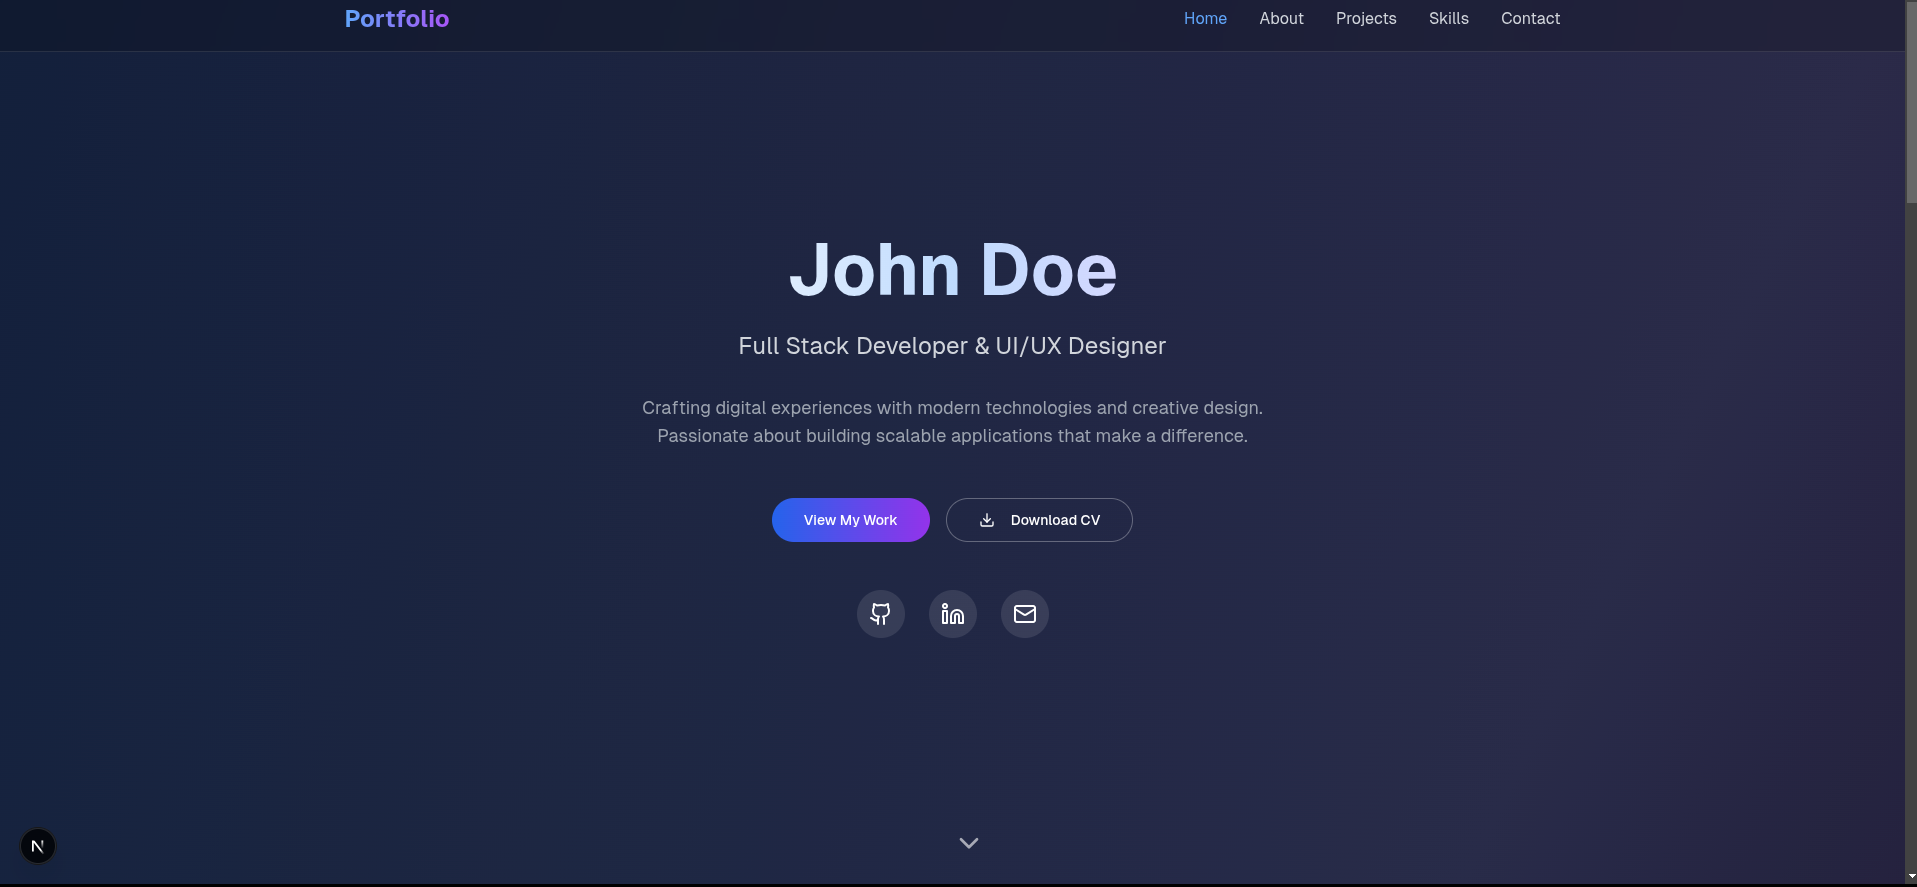 Portfolio
Home
About
Projects
Skills
Contact
John Doe
Full Stack Developer & UI/UX Designer
Crafting digital experiences with modern technologies and creative design.
Passionate about building scalable applications that make a difference.
View My Work
Download CV
in
N